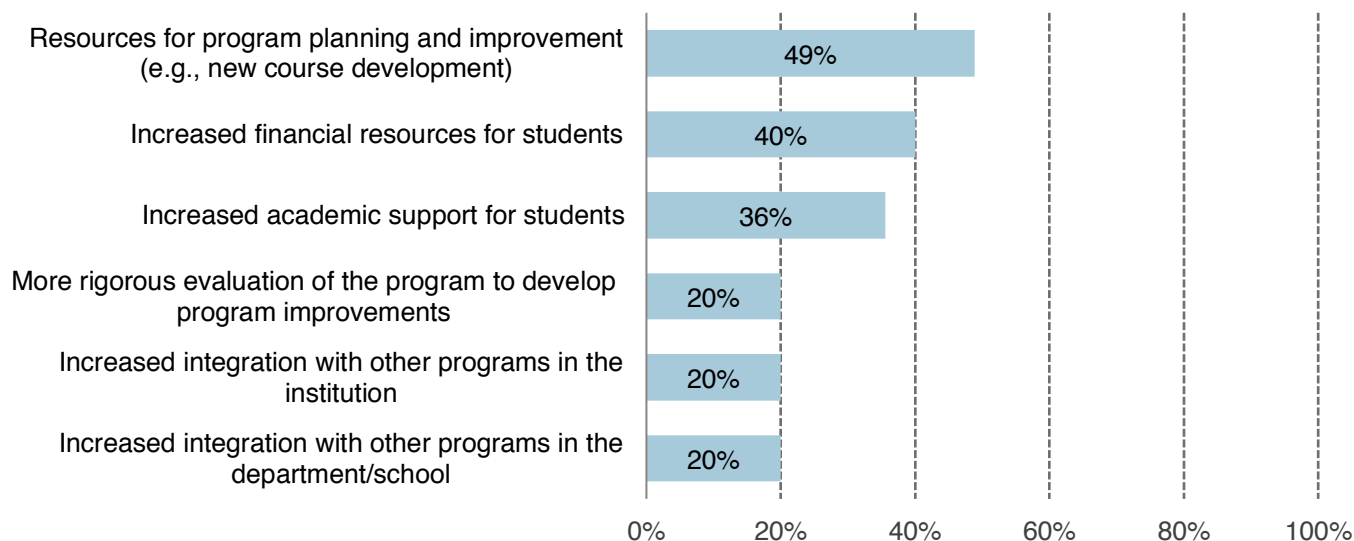 Resources for program planning and improvement
(e.g., new course development)
49%
Increased financial resources for students
40%
Increased academic support for students
36%
More rigorous evaluation of the program to develop
program improvements
20%
Increased integration with other programs in the
institution
20%
Increased integration with other programs in the
department/school
20%
0% 20% 40% 60% 80% 100%